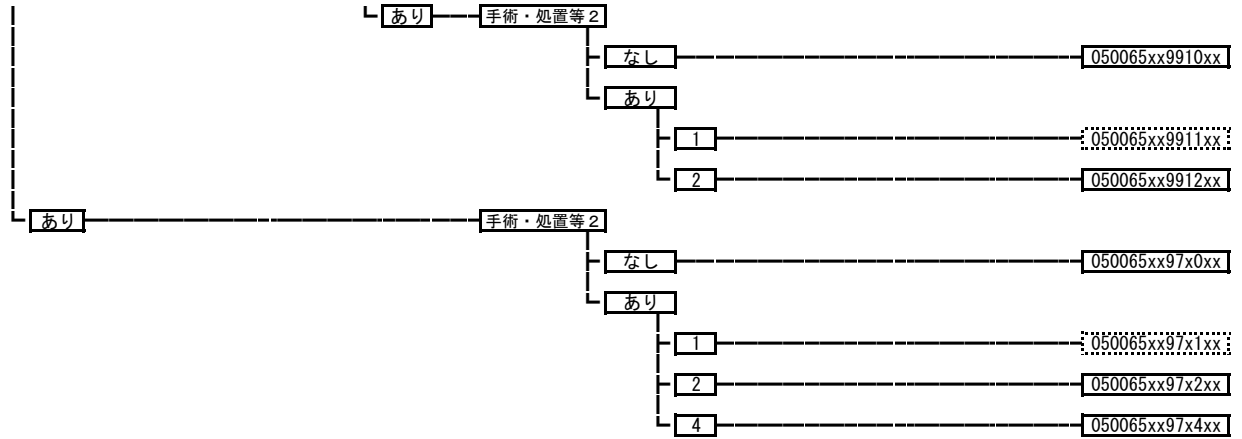 あり 手術・処置等2
なし 050065xx9910xx
あり
1 050065xx9911xx
2 050065xx9912xx
あり 手術・処置等2
なし 050065xx97x0xx
あり
1 050065xx97x1xx
2 050065xx97x2xx
4 050065xx97x4xx